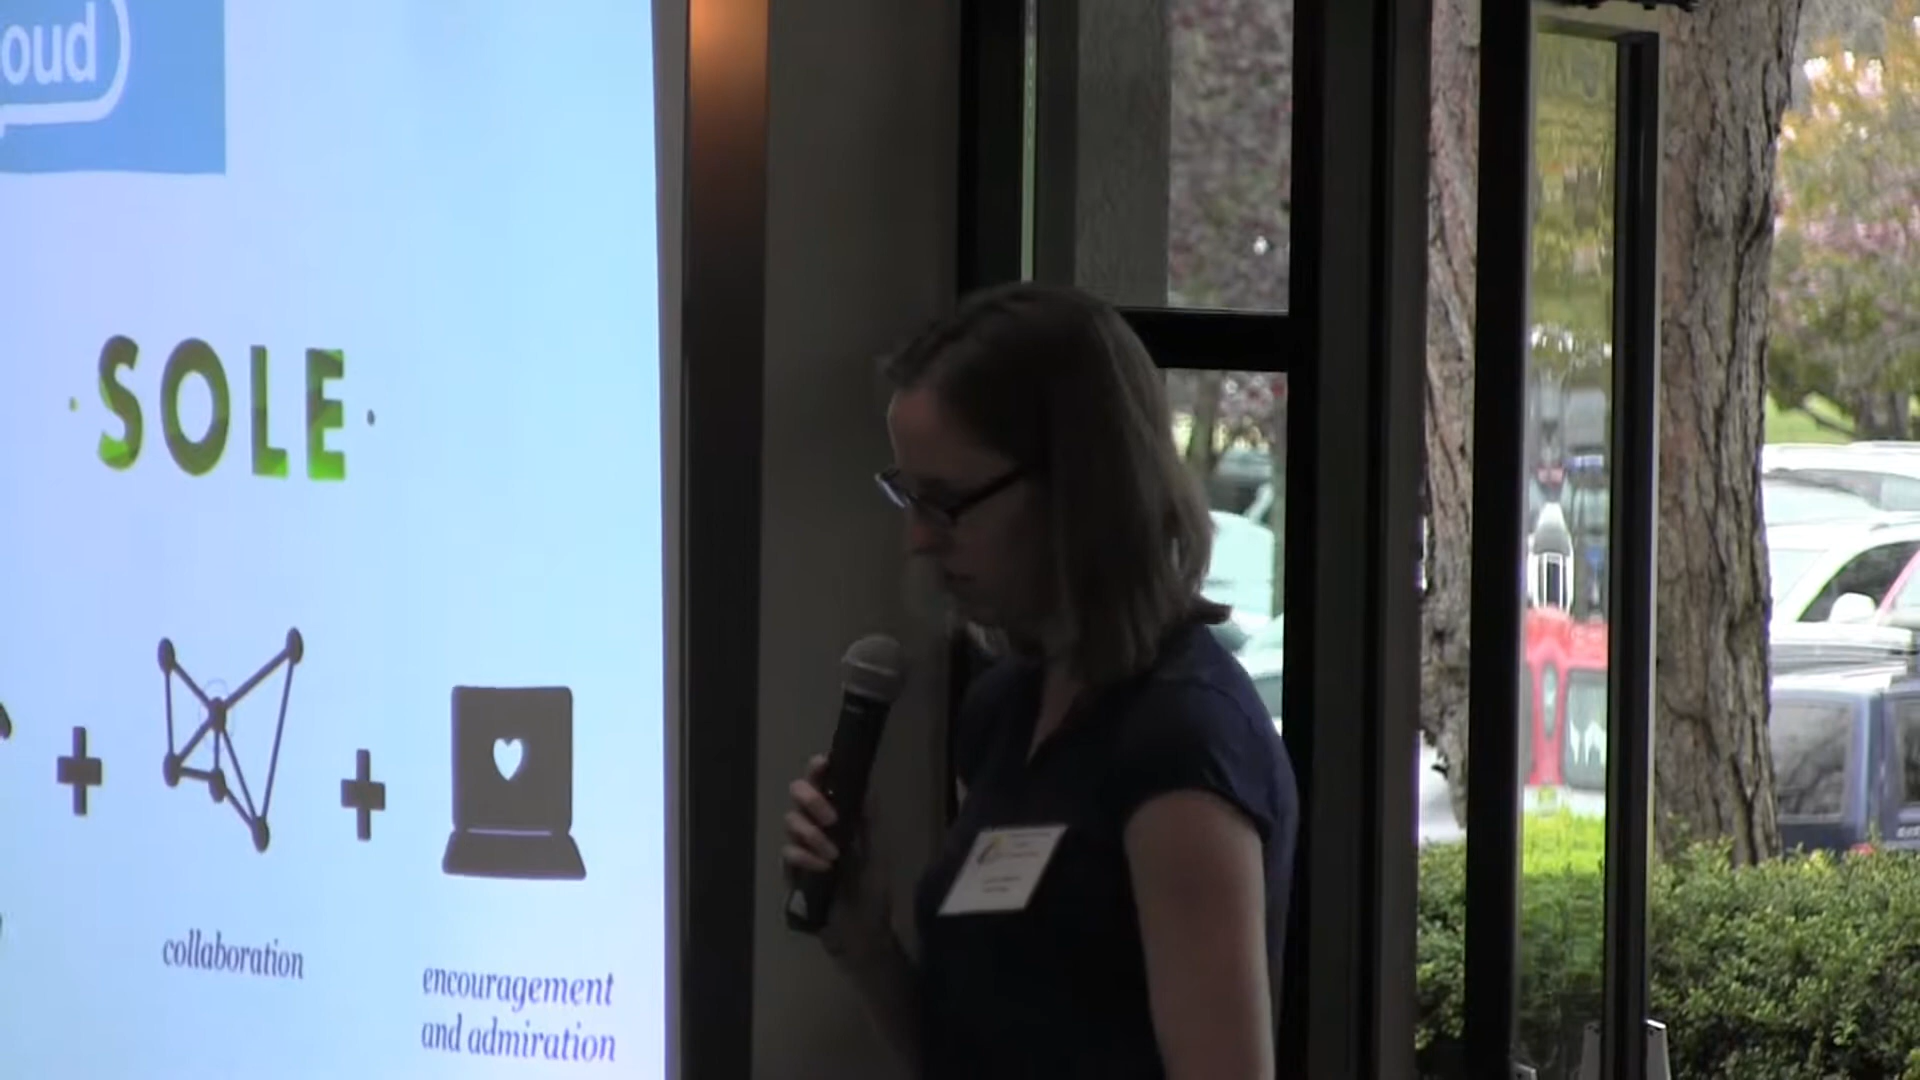 oud
· SOLE ·
+
+
collaboration
encouragement
and admiration